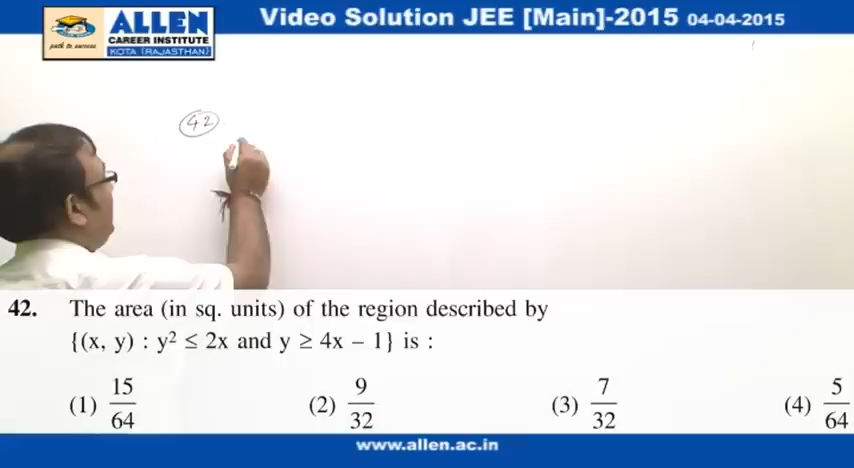 Video Solution JEE [Main]-2015 04-04-2015
ALLEN
CAREER INSTITUTE
path to success
KOTA (RAJASTHAN)
42
42. The area (in sq. units) of the region described by
{(x, y) : y² ≤ 2x and y ≥ 4x – 1} is :
(1) 15/64 (2) 9/32 (3) 7/32 (4) 5/64
www.allen.ac.in